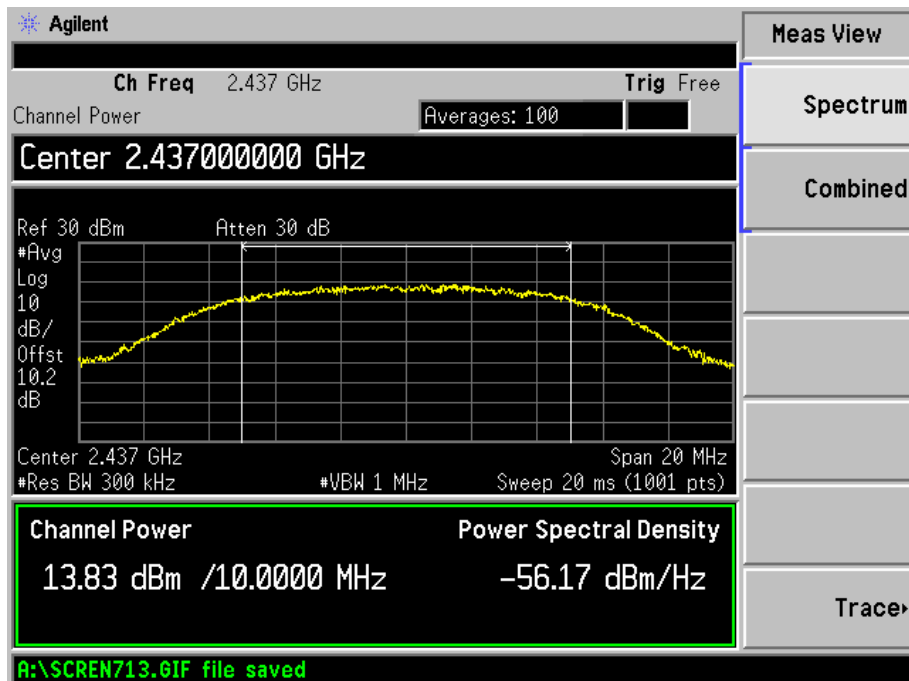 Agilent
Meas View
Ch Freq 2.437 GHz Trig Free
Channel Power Averages: 100
Spectrum
Center 2.437000000 GHz
Combined
Ref 30 dBm Atten 30 dB
#Avg
Log
10
dB/
Offst
10.2
dB
Center 2.437 GHz Span 20 MHz
#Res BW 300 kHz #VBW 1 MHz Sweep 20 ms (1001 pts)
Channel Power Power Spectral Density
13.83 dBm /10.0000 MHz -56.17 dBm/Hz
Trace
A:\SCREN713.GIF file saved